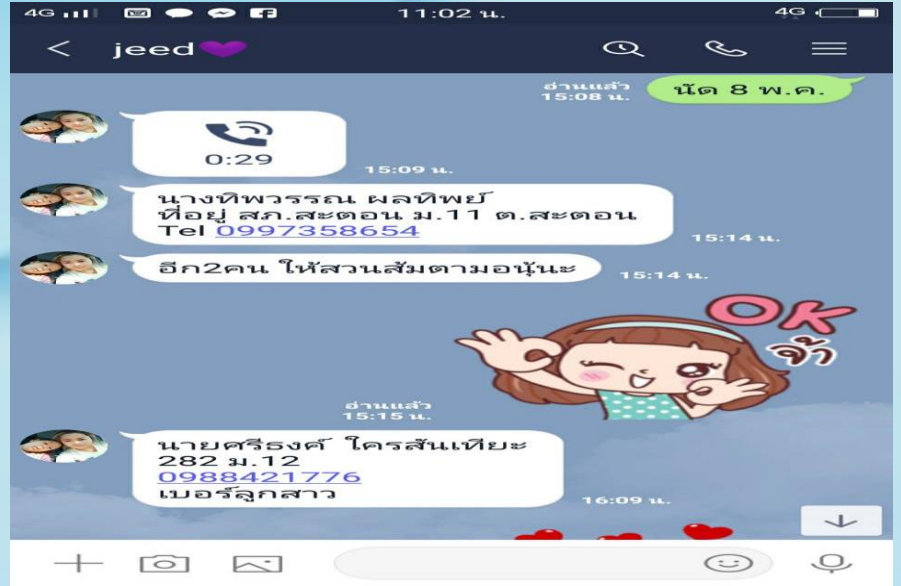 4G 11:02 น. 4G
jeed
อ่านแล้ว
15:08 น.
นัด 8 พ.ค.
0:29
15:09 น.
นางทิพวรรณ ผลทิพย์
ที่อยู่ สภ.สะตอน ม.11 ต.สะตอน
Tel 0997358654
15:14 น.
อีก2คน ให้สวนส้มตามอนุ้นะ
15:14 น.
OK
จ้า
อ่านแล้ว
15:15 น.
นายศรีธงค์ ใครสันเทียะ
282 ม.12
0988421776
เบอร์ลูกสาว
16:09 น.